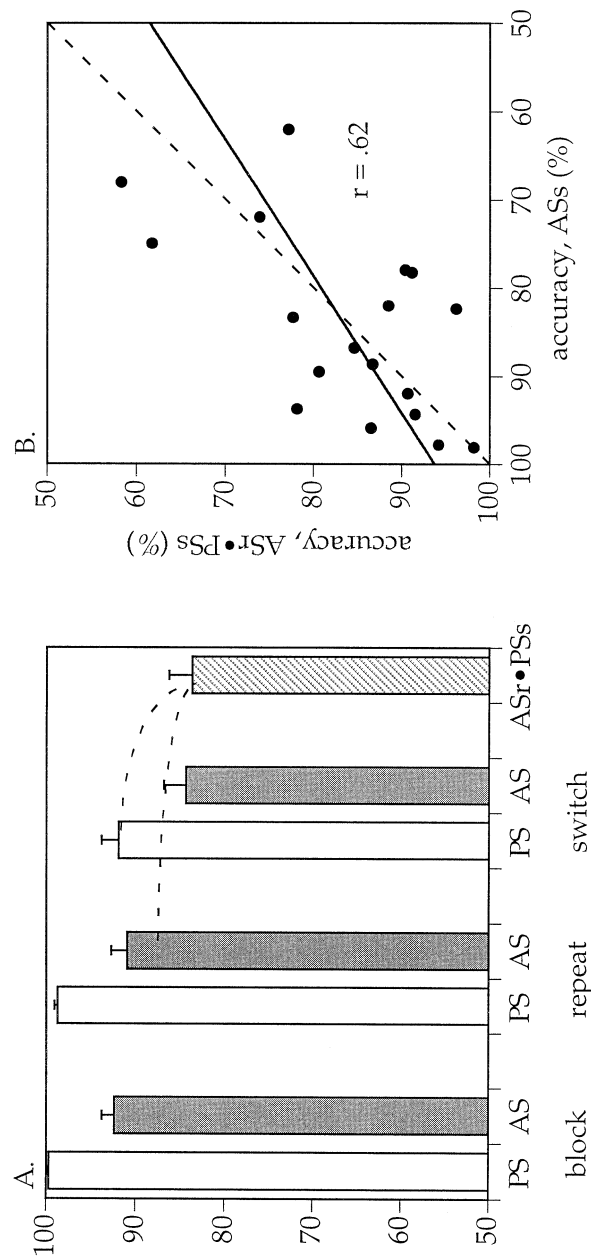 A.
100
90
80
70
60
50
PS AS PS AS PS AS ASr•PSs
block repeat switch
B.
50
60
70
80
90
100
accuracy, ASr•PSs (%)
r = .62
100 90 80 70 60 50
accuracy, ASs (%)